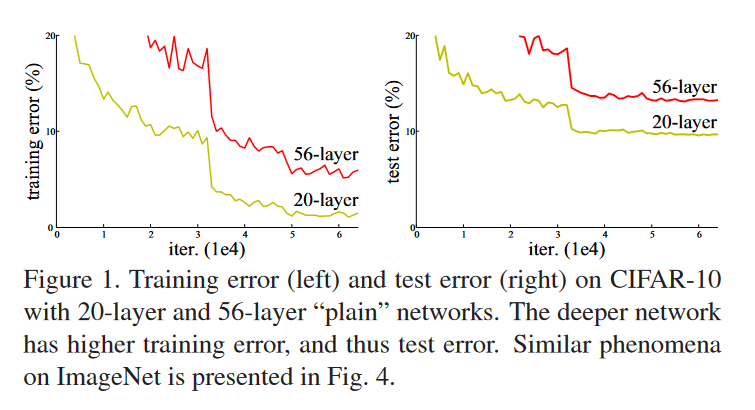 20
10
0
training error (%)
56-layer
20-layer
0 1 2 3 4 5 6
iter. (1e4)
20
10
0
test error (%)
56-layer
20-layer
0 1 2 3 4 5 6
iter. (1e4)
Figure 1. Training error (left) and test error (right) on CIFAR-10
with 20-layer and 56-layer “plain” networks. The deeper network
has higher training error, and thus test error. Similar phenomena
on ImageNet is presented in Fig. 4.